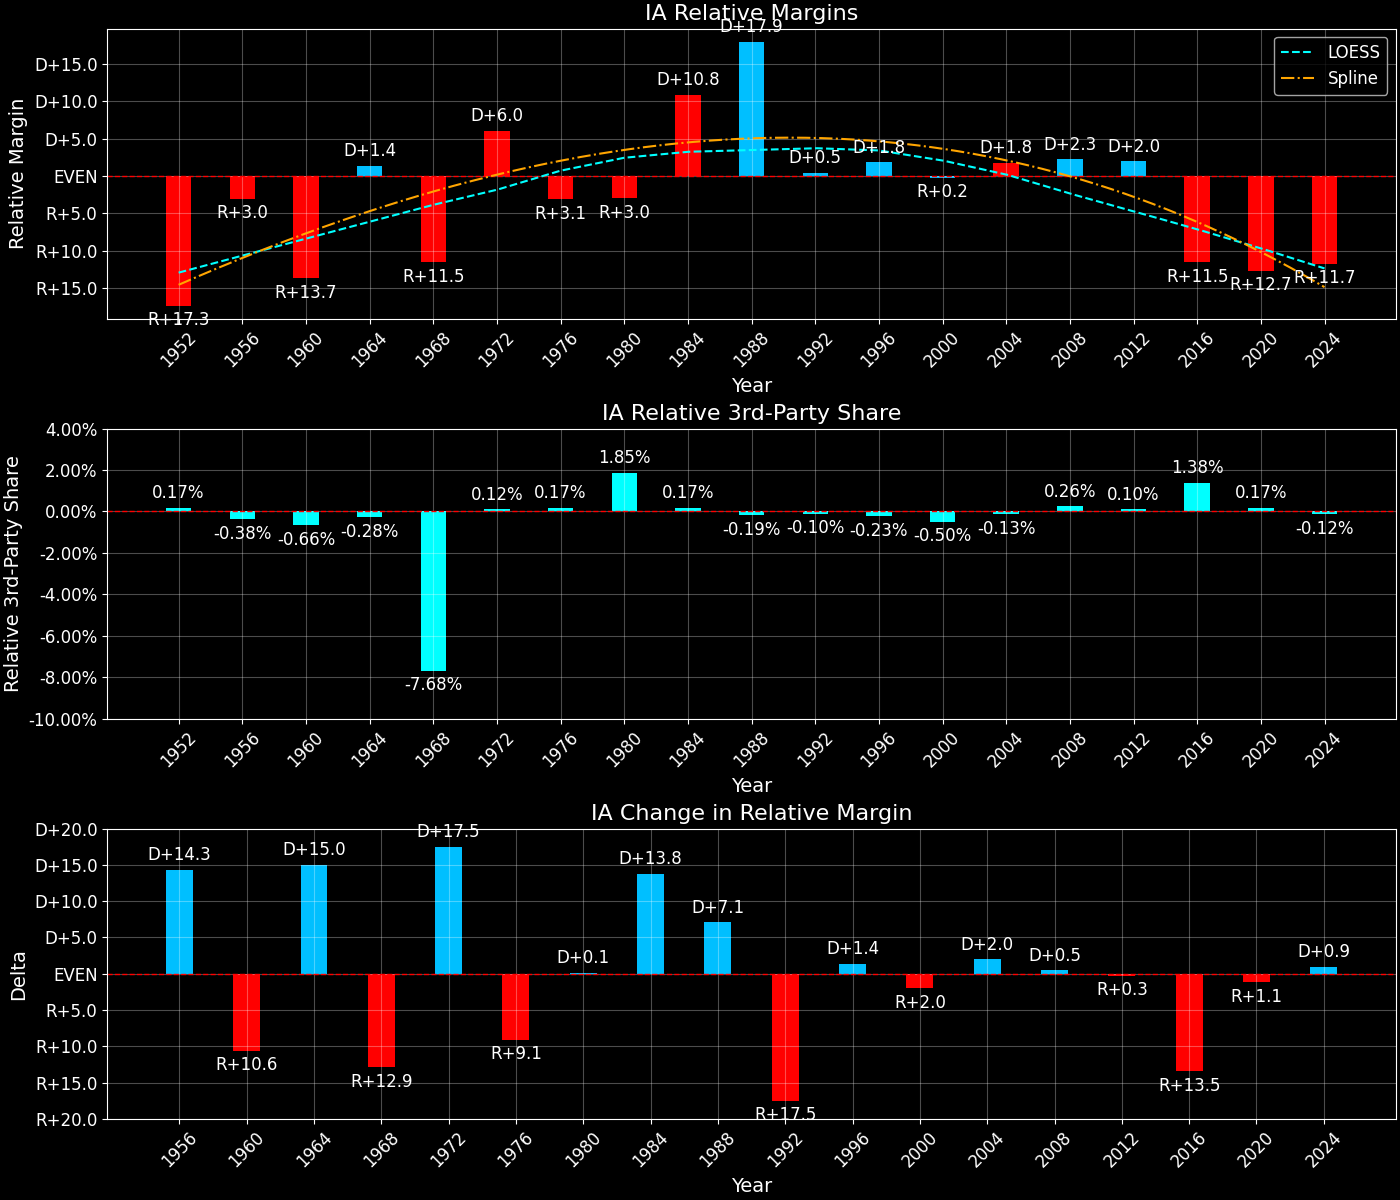 IA Relative Margins
Relative Margin
D+15.0
D+10.0
D+5.0
EVEN
R+5.0
R+10.0
R+15.0
LOESS
Spline
R+17.3
R+3.0
R+13.7
D+1.4
R+11.5
D+6.0
R+3.1
R+3.0
D+10.8
D+17.9
D+0.5
D+1.8
R+0.2
D+1.8
D+2.3
D+2.0
R+11.5
R+12.7
R+11.7
1952 1956 1960 1964 1968 1972 1976 1980 1984 1988 1992 1996 2000 2004 2008 2012 2016 2020 2024
Year
IA Relative 3rd-Party Share
Relative 3rd-Party Share
4.00%
2.00%
0.00%
-2.00%
-4.00%
-6.00%
-8.00%
-10.00%
0.17%
-0.38%
-0.66%
-0.28%
-7.68%
0.12%
0.17%
1.85%
0.17%
-0.19%
-0.10%
-0.23%
-0.50%
-0.13%
0.26%
0.10%
1.38%
0.17%
-0.12%
1952 1956 1960 1964 1968 1972 1976 1980 1984 1988 1992 1996 2000 2004 2008 2012 2016 2020 2024
Year
IA Change in Relative Margin
Delta
D+20.0
D+15.0
D+10.0
D+5.0
EVEN
R+5.0
R+10.0
R+15.0
R+20.0
D+14.3
R+10.6
D+15.0
R+12.9
D+17.5
R+9.1
D+0.1
D+13.8
D+7.1
R+17.5
D+1.4
R+2.0
D+2.0
D+0.5
R+0.3
R+13.5
R+1.1
D+0.9
1956 1960 1964 1968 1972 1976 1980 1984 1988 1992 1996 2000 2004 2008 2012 2016 2020 2024
Year